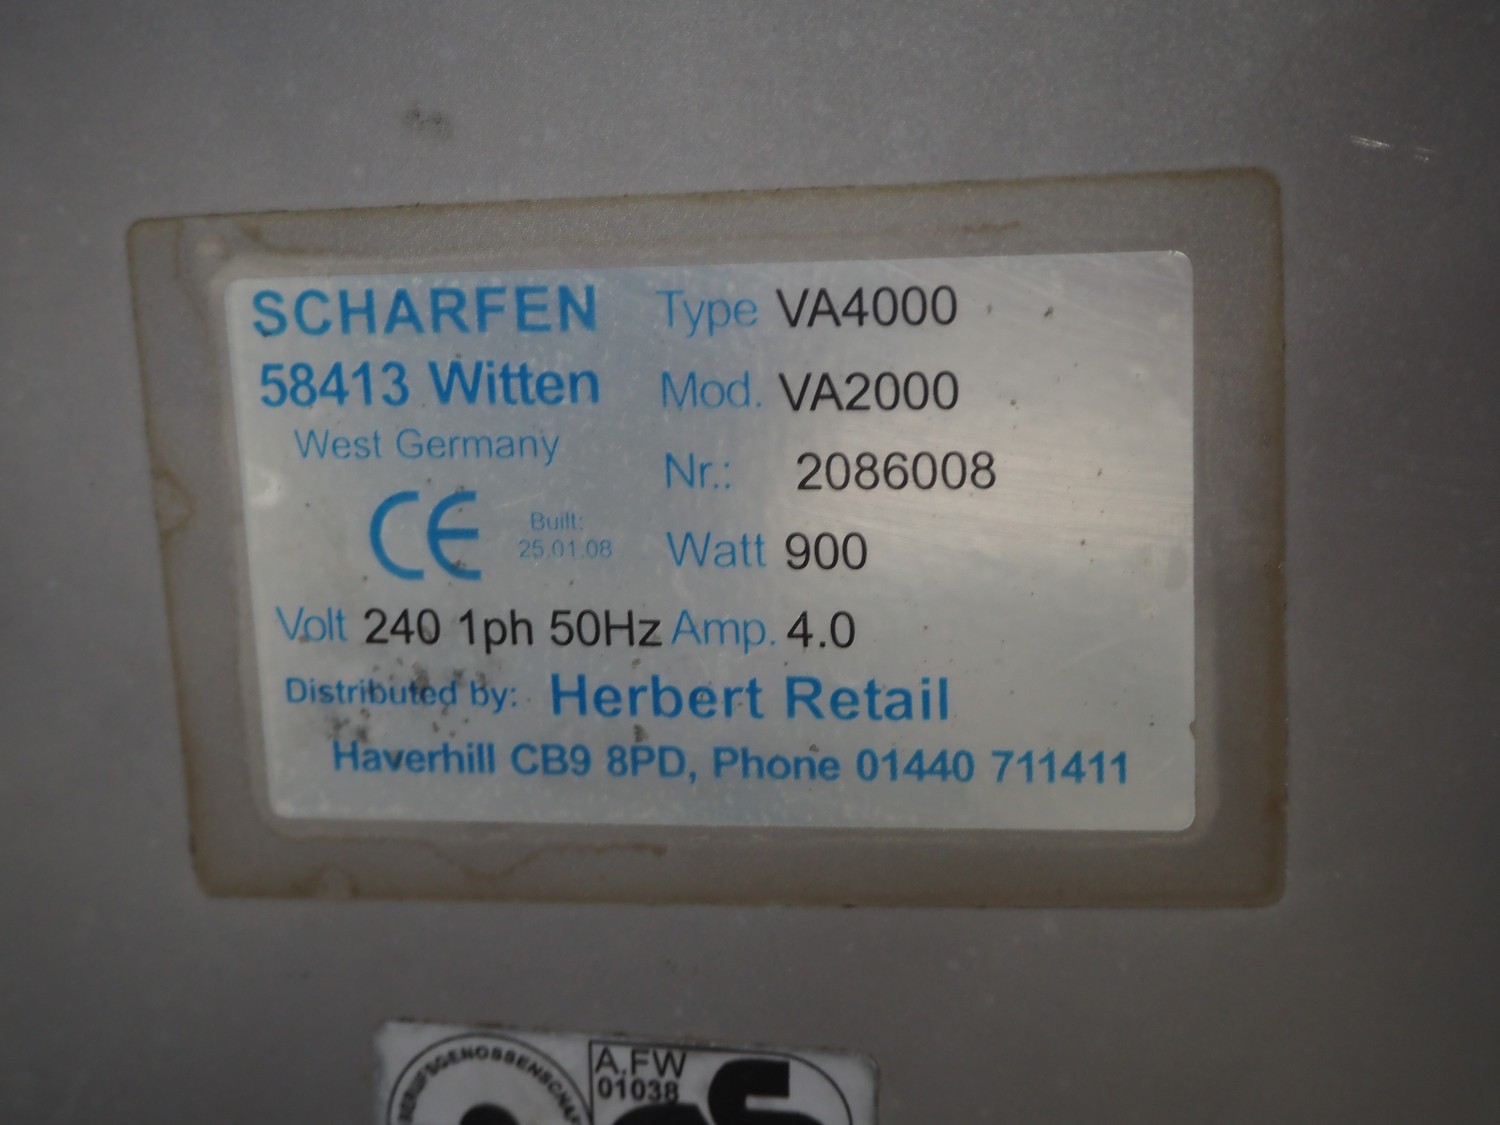 SCHARFEN Type VA4000
58413 Witten Mod. VA2000
West Germany
Nr.: 2086008
CE Built:
25.01.08
Watt 900
Volt 240 1ph 50Hz Amp. 4.0
Distributed by: Herbert Retail
Haverhill CB9 8PD, Phone 01440 711411
A.FW
01038